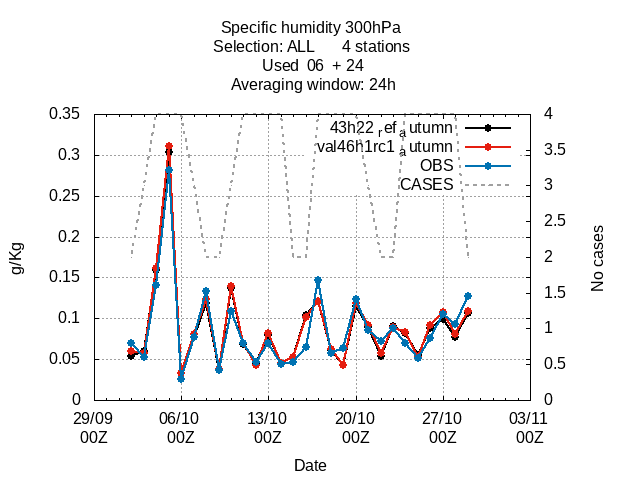 Specific humidity 300hPa
Selection: ALL 4 stations
Used 06 + 24
Averaging window: 24h
43h22_ref_autumn
val46h1rc1_autumn
OBS
CASES
0.35
0.3
0.25
0.2
0.15
0.1
0.05
0
4
3.5
3
2.5
2
1.5
1
0.5
0
g/Kg
No cases
29/09 06/10 13/10 20/10 27/10 03/11
00Z 00Z 00Z 00Z 00Z 00Z
Date